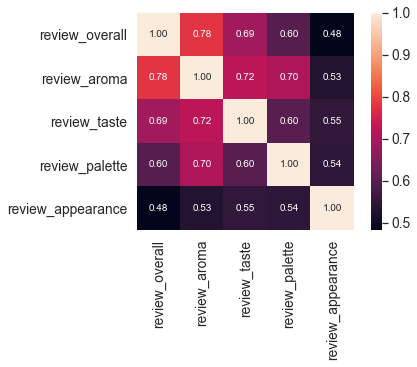 review_overall 1.00 0.78 0.69 0.60 0.48
review_aroma 0.78 1.00 0.72 0.70 0.53
review_taste 0.69 0.72 1.00 0.60 0.55
review_palette 0.60 0.70 0.60 1.00 0.54
review_appearance 0.48 0.53 0.55 0.54 1.00
review_overall
review_aroma
review_taste
review_palette
review_appearance
1.0
0.9
0.8
0.7
0.6
0.5